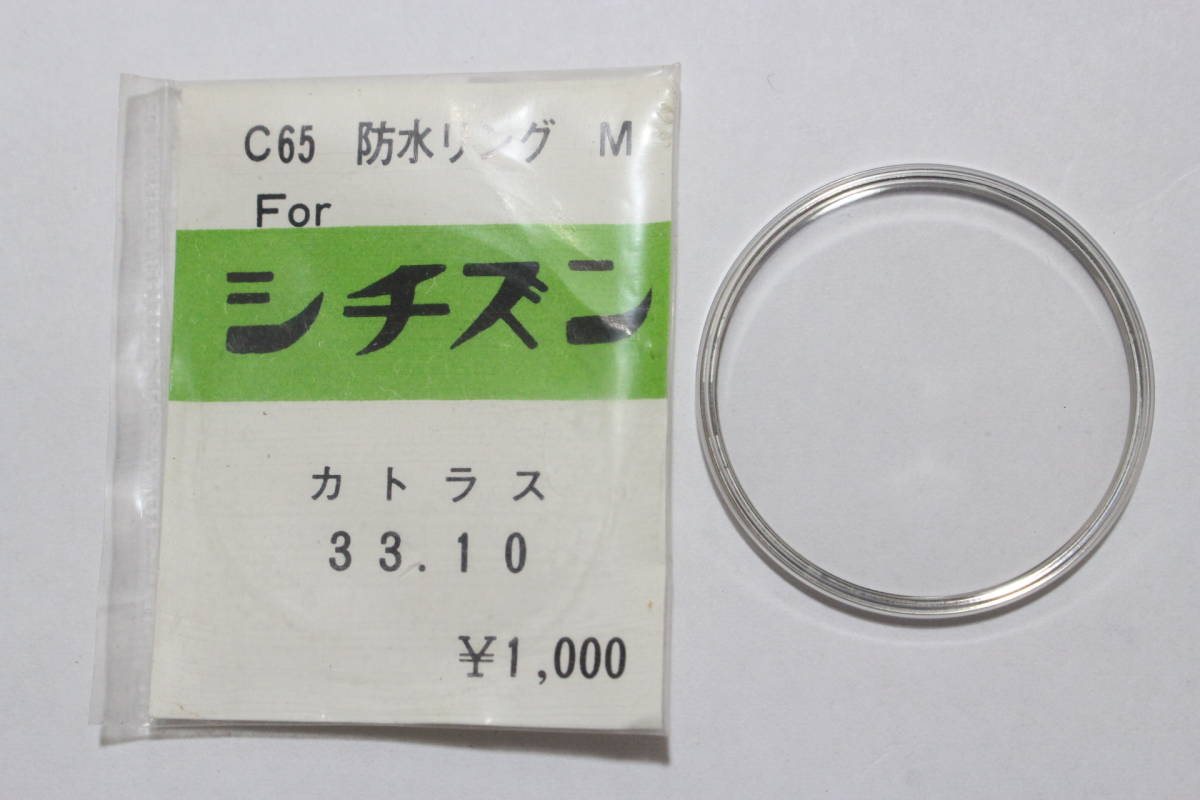 C65 防水リング M
For
シチズン
カトラス
33.10
¥1,000